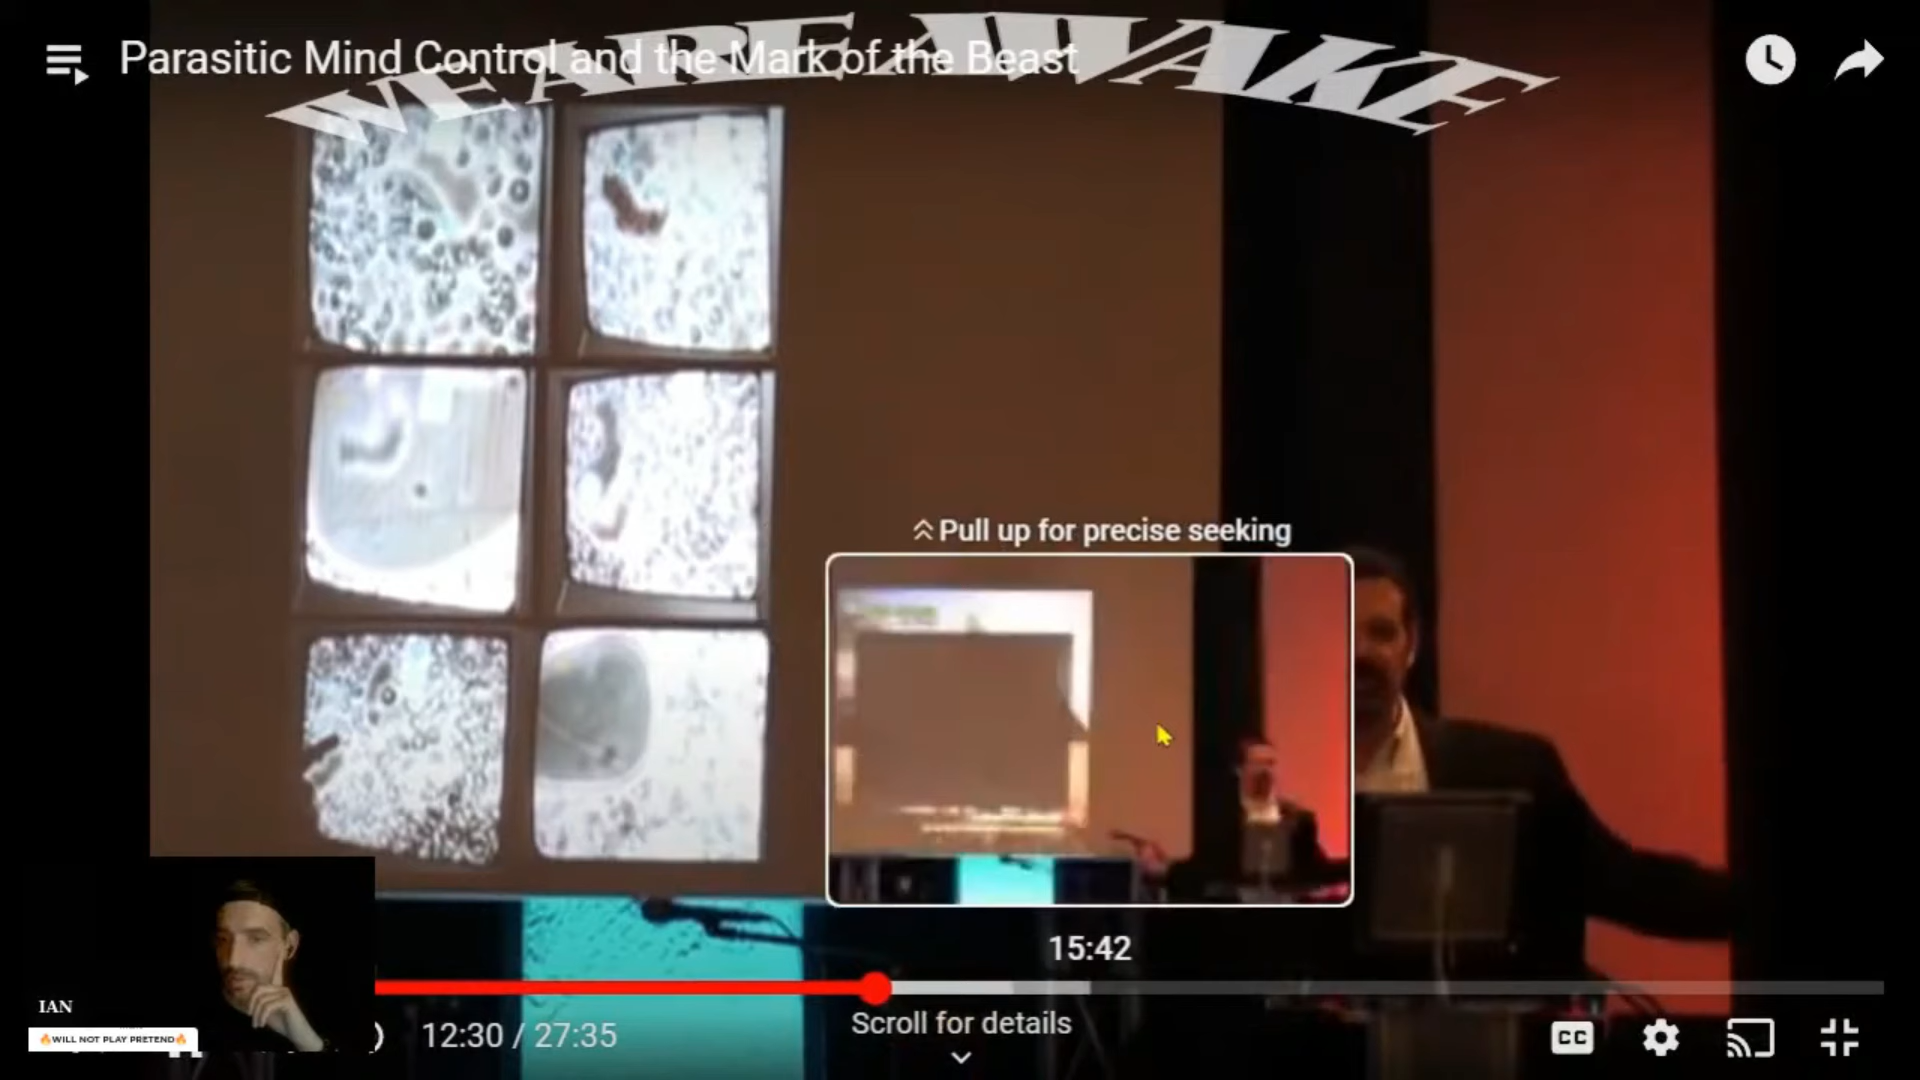 WE ARE AWAKE
Parasitic Mind Control and the Mark of the Beast
Pull up for precise seeking
15:42
IAN
🔥WILL NOT PLAY PRETEND🔥
12:30 / 27:35
Scroll for details
CC